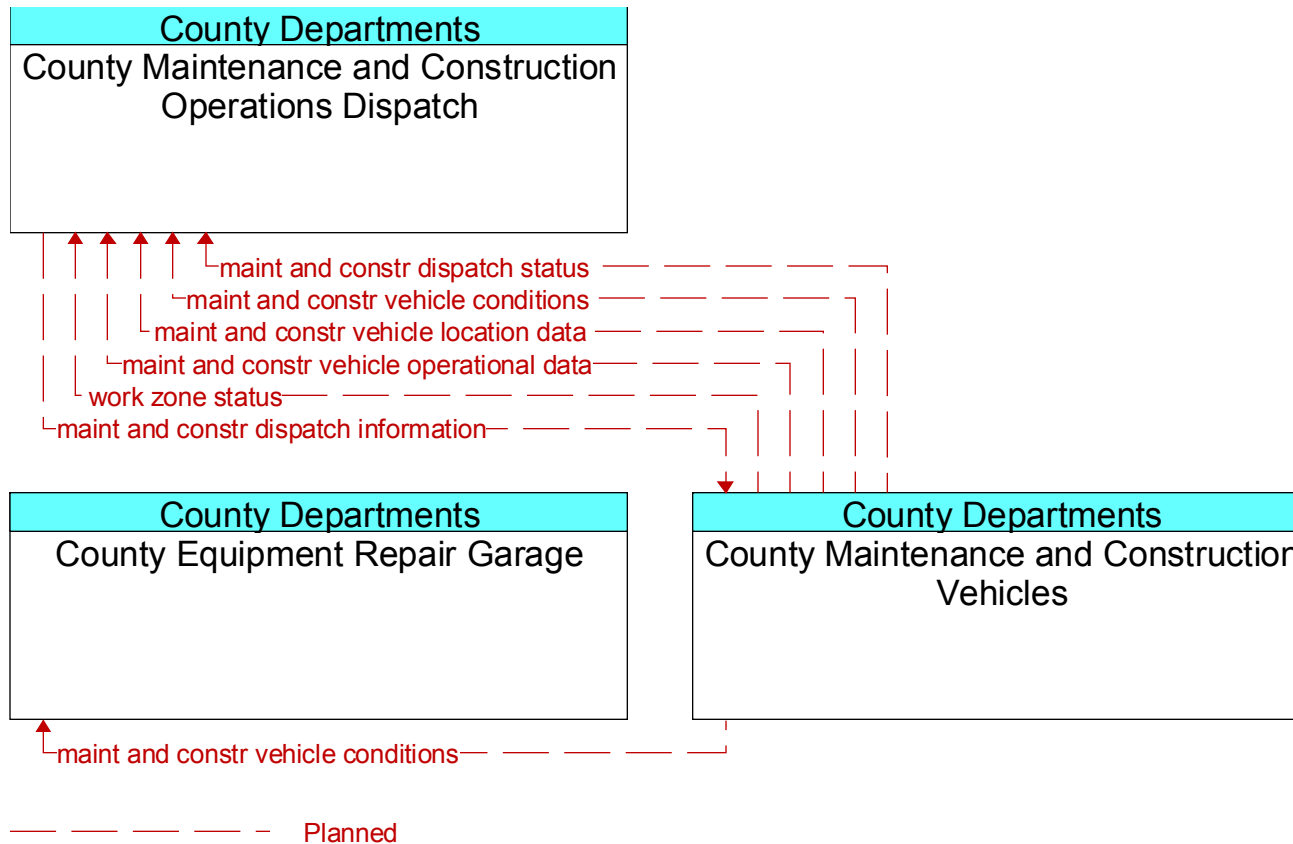 County Departments
County Maintenance and Construction
Operations Dispatch
maint and constr dispatch status
maint and constr vehicle conditions
maint and constr vehicle location data
maint and constr vehicle operational data
work zone status
maint and constr dispatch information
County Departments
County Equipment Repair Garage
County Departments
County Maintenance and Construction
Vehicles
maint and constr vehicle conditions
Planned